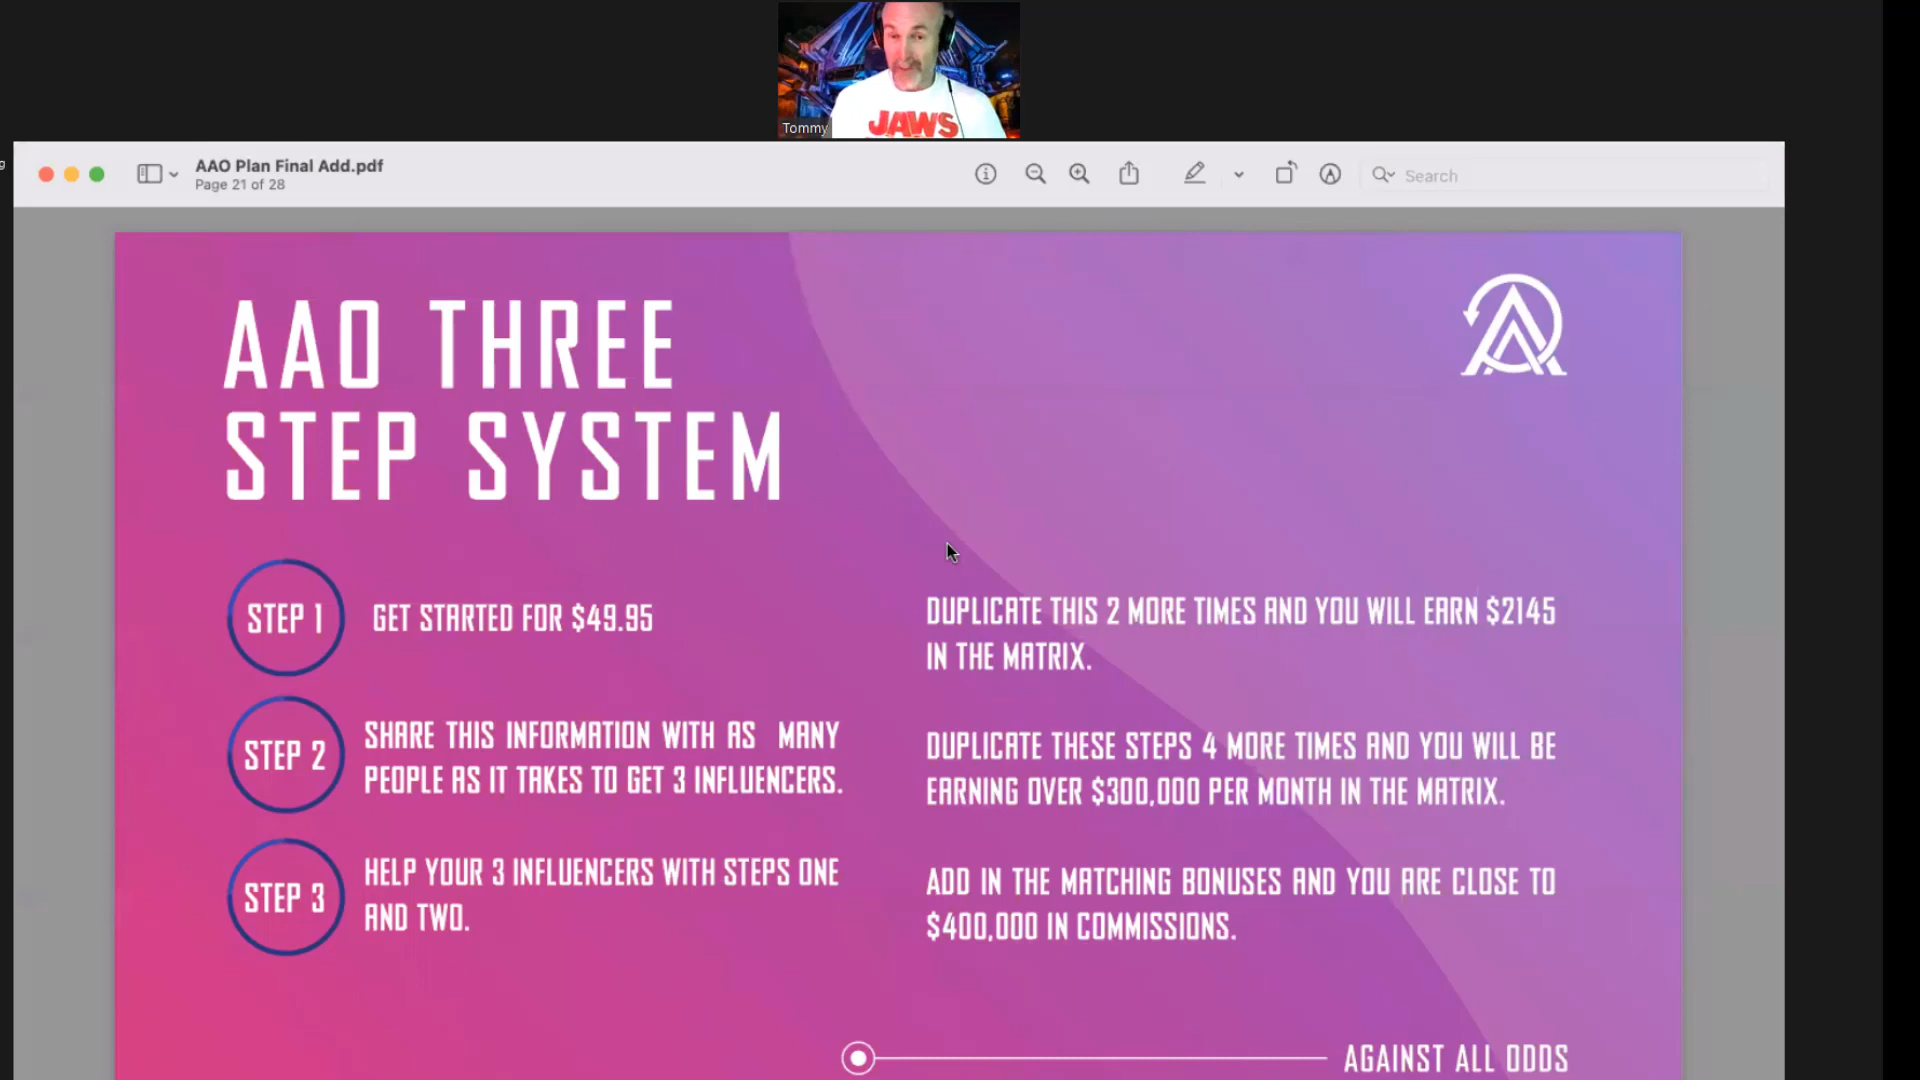 Tommy
JAWS
g
AAO Plan Final Add.pdf
Page 21 of 28
Search
AAO THREE
STEP SYSTEM
STEP 1
GET STARTED FOR $49.95
STEP 2
SHARE THIS INFORMATION WITH AS MANY
PEOPLE AS IT TAKES TO GET 3 INFLUENCERS.
STEP 3
HELP YOUR 3 INFLUENCERS WITH STEPS ONE
AND TWO.
DUPLICATE THIS 2 MORE TIMES AND YOU WILL EARN $2145
IN THE MATRIX.
DUPLICATE THESE STEPS 4 MORE TIMES AND YOU WILL BE
EARNING OVER $300,000 PER MONTH IN THE MATRIX.
ADD IN THE MATCHING BONUSES AND YOU ARE CLOSE TO
$400,000 IN COMMISSIONS.
AGAINST ALL ODDS